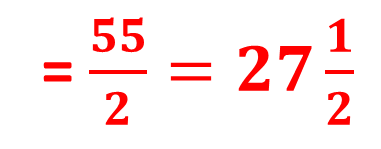 = 55/2 = 27 1/2